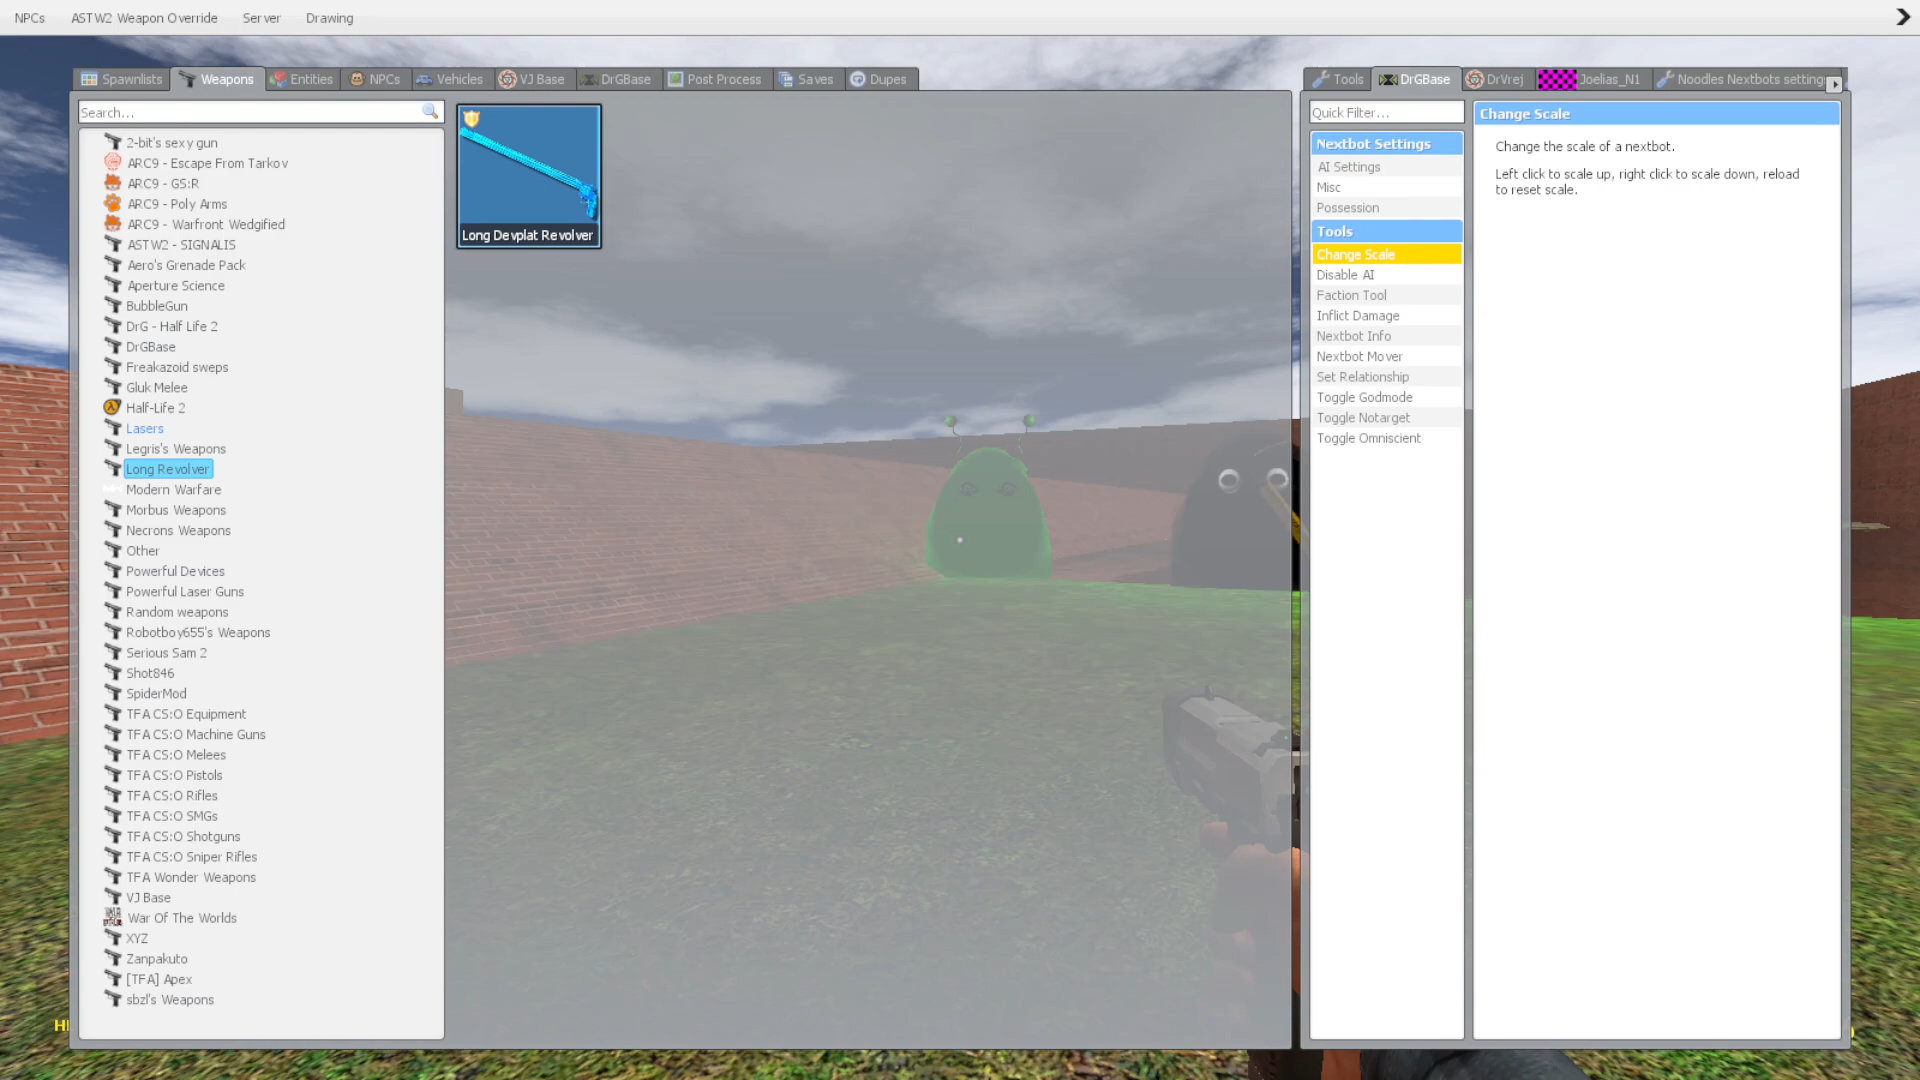 NPCs ASTW2 Weapon Override Server Drawing
Spawnlists Weapons Entities NPCs Vehicles VJ Base DrGBase Post Process Saves Dupes
Search...
2-bit's sexy gun
ARC9 - Escape From Tarkov
ARC9 - GS:R
ARC9 - Poly Arms
ARC9 - Warfront Wedgified
ASTW2 - SIGNALIS
Aero's Grenade Pack
Aperture Science
BubbleGun
DrG - Half Life 2
DrGBase
Freakazoid sweps
Gluk Melee
Half-Life 2
Lasers
Legris's Weapons
Long Revolver
Modern Warfare
Morbus Weapons
Necrons Weapons
Other
Powerful Devices
Powerful Laser Guns
Random weapons
Robotboy655's Weapons
Serious Sam 2
Shot846
SpiderMod
TFA CS:O Equipment
TFA CS:O Machine Guns
TFA CS:O Melees
TFA CS:O Pistols
TFA CS:O Rifles
TFA CS:O SMGs
TFA CS:O Shotguns
TFA CS:O Sniper Rifles
TFA Wonder Weapons
VJ Base
War Of The Worlds
XYZ
Zanpakuto
[TFA] Apex
sbzl's Weapons
Long Devplat Revolver
Tools DrGBase DrVrej Joelias_N1 Noodles Nextbots setting
Quick Filter...
Nextbot Settings
AI Settings
Misc
Possession
Tools
Change Scale
Disable AI
Faction Tool
Inflict Damage
Nextbot Info
Nextbot Mover
Set Relationship
Toggle Godmode
Toggle Notarget
Toggle Omniscient
Change Scale
Change the scale of a nextbot.
Left click to scale up, right click to scale down, reload
to reset scale.